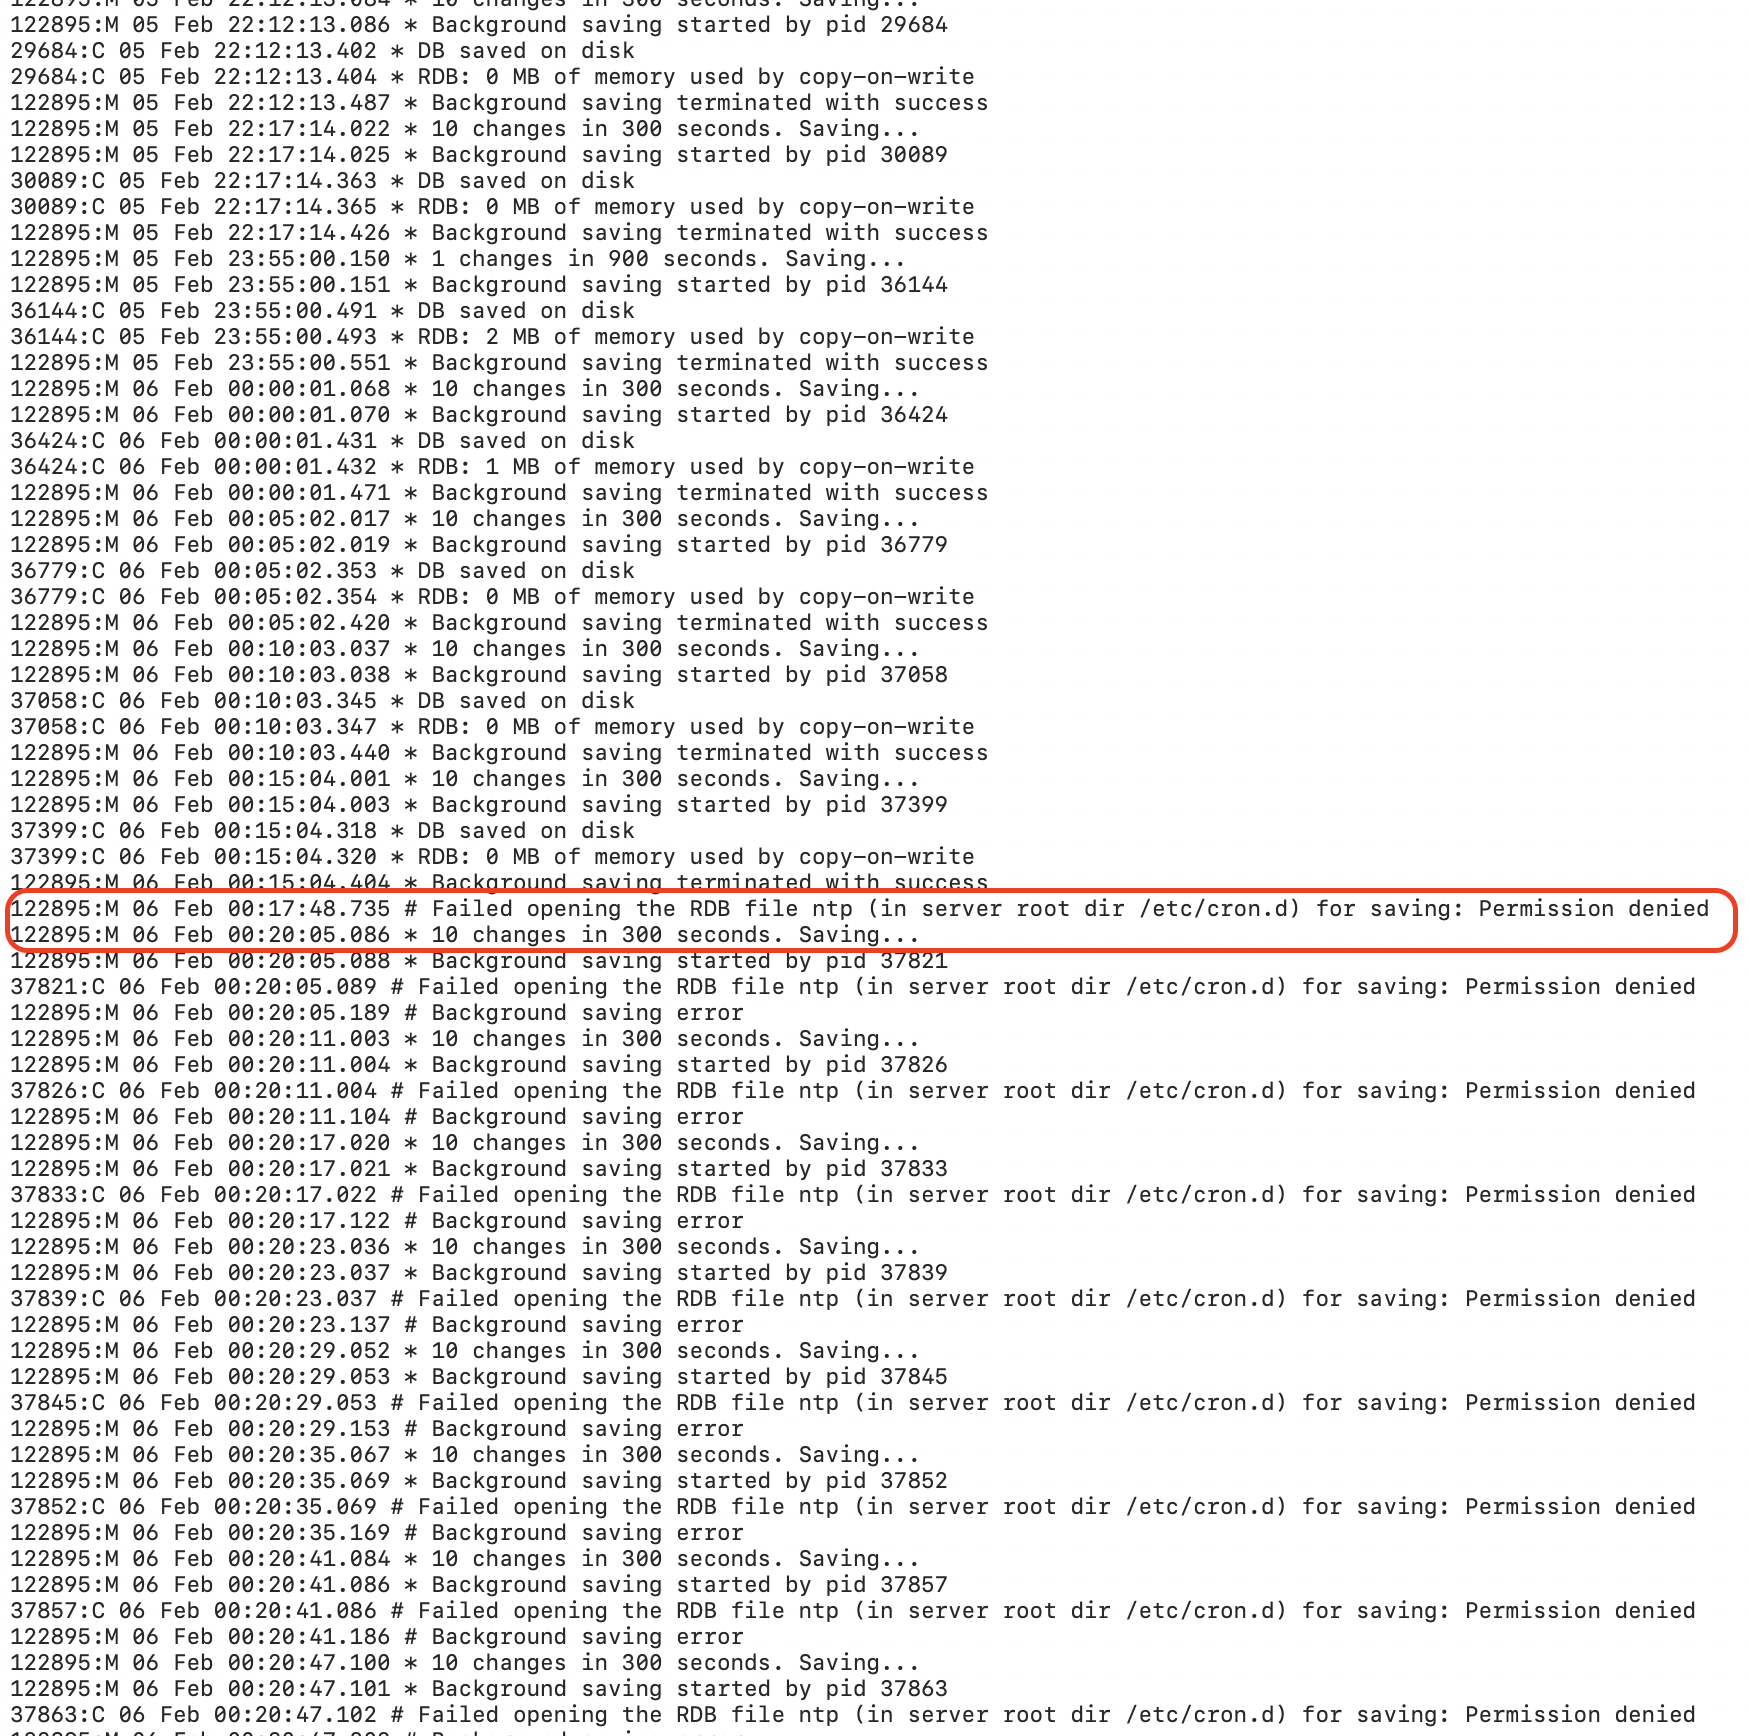 122895:M 05 Feb 22:12:13.084 * 10 changes in 300 seconds. Saving...
122895:M 05 Feb 22:12:13.086 * Background saving started by pid 29684
29684:C 05 Feb 22:12:13.402 * DB saved on disk
29684:C 05 Feb 22:12:13.404 * RDB: 0 MB of memory used by copy-on-write
122895:M 05 Feb 22:12:13.487 * Background saving terminated with success
122895:M 05 Feb 22:17:14.022 * 10 changes in 300 seconds. Saving...
122895:M 05 Feb 22:17:14.025 * Background saving started by pid 30089
30089:C 05 Feb 22:17:14.363 * DB saved on disk
30089:C 05 Feb 22:17:14.365 * RDB: 0 MB of memory used by copy-on-write
122895:M 05 Feb 22:17:14.426 * Background saving terminated with success
122895:M 05 Feb 23:55:00.150 * 1 changes in 900 seconds. Saving...
122895:M 05 Feb 23:55:00.151 * Background saving started by pid 36144
36144:C 05 Feb 23:55:00.491 * DB saved on disk
36144:C 05 Feb 23:55:00.493 * RDB: 2 MB of memory used by copy-on-write
122895:M 05 Feb 23:55:00.551 * Background saving terminated with success
122895:M 06 Feb 00:00:01.068 * 10 changes in 300 seconds. Saving...
122895:M 06 Feb 00:00:01.070 * Background saving started by pid 36424
36424:C 06 Feb 00:00:01.431 * DB saved on disk
36424:C 06 Feb 00:00:01.432 * RDB: 1 MB of memory used by copy-on-write
122895:M 06 Feb 00:00:01.471 * Background saving terminated with success
122895:M 06 Feb 00:05:02.017 * 10 changes in 300 seconds. Saving...
122895:M 06 Feb 00:05:02.019 * Background saving started by pid 36779
36779:C 06 Feb 00:05:02.353 * DB saved on disk
36779:C 06 Feb 00:05:02.354 * RDB: 0 MB of memory used by copy-on-write
122895:M 06 Feb 00:05:02.420 * Background saving terminated with success
122895:M 06 Feb 00:10:03.037 * 10 changes in 300 seconds. Saving...
122895:M 06 Feb 00:10:03.038 * Background saving started by pid 37058
37058:C 06 Feb 00:10:03.345 * DB saved on disk
37058:C 06 Feb 00:10:03.347 * RDB: 0 MB of memory used by copy-on-write
122895:M 06 Feb 00:10:03.440 * Background saving terminated with success
122895:M 06 Feb 00:15:04.001 * 10 changes in 300 seconds. Saving...
122895:M 06 Feb 00:15:04.003 * Background saving started by pid 37399
37399:C 06 Feb 00:15:04.318 * DB saved on disk
37399:C 06 Feb 00:15:04.320 * RDB: 0 MB of memory used by copy-on-write
122895:M 06 Feb 00:15:04.404 * Background saving terminated with success
122895:M 06 Feb 00:17:48.735 # Failed opening the RDB file ntp (in server root dir /etc/cron.d) for saving: Permission denied
122895:M 06 Feb 00:20:05.086 * 10 changes in 300 seconds. Saving...
122895:M 06 Feb 00:20:05.088 * Background saving started by pid 37821
37821:C 06 Feb 00:20:05.089 # Failed opening the RDB file ntp (in server root dir /etc/cron.d) for saving: Permission denied
122895:M 06 Feb 00:20:05.189 # Background saving error
122895:M 06 Feb 00:20:11.003 * 10 changes in 300 seconds. Saving...
122895:M 06 Feb 00:20:11.004 * Background saving started by pid 37826
37826:C 06 Feb 00:20:11.004 # Failed opening the RDB file ntp (in server root dir /etc/cron.d) for saving: Permission denied
122895:M 06 Feb 00:20:11.104 # Background saving error
122895:M 06 Feb 00:20:17.020 * 10 changes in 300 seconds. Saving...
122895:M 06 Feb 00:20:17.021 * Background saving started by pid 37833
37833:C 06 Feb 00:20:17.022 # Failed opening the RDB file ntp (in server root dir /etc/cron.d) for saving: Permission denied
122895:M 06 Feb 00:20:17.122 # Background saving error
122895:M 06 Feb 00:20:23.036 * 10 changes in 300 seconds. Saving...
122895:M 06 Feb 00:20:23.037 * Background saving started by pid 37839
37839:C 06 Feb 00:20:23.037 # Failed opening the RDB file ntp (in server root dir /etc/cron.d) for saving: Permission denied
122895:M 06 Feb 00:20:23.137 # Background saving error
122895:M 06 Feb 00:20:29.052 * 10 changes in 300 seconds. Saving...
122895:M 06 Feb 00:20:29.053 * Background saving started by pid 37845
37845:C 06 Feb 00:20:29.053 # Failed opening the RDB file ntp (in server root dir /etc/cron.d) for saving: Permission denied
122895:M 06 Feb 00:20:29.153 # Background saving error
122895:M 06 Feb 00:20:35.067 * 10 changes in 300 seconds. Saving...
122895:M 06 Feb 00:20:35.069 * Background saving started by pid 37852
37852:C 06 Feb 00:20:35.069 # Failed opening the RDB file ntp (in server root dir /etc/cron.d) for saving: Permission denied
122895:M 06 Feb 00:20:35.169 # Background saving error
122895:M 06 Feb 00:20:41.084 * 10 changes in 300 seconds. Saving...
122895:M 06 Feb 00:20:41.086 * Background saving started by pid 37857
37857:C 06 Feb 00:20:41.086 # Failed opening the RDB file ntp (in server root dir /etc/cron.d) for saving: Permission denied
122895:M 06 Feb 00:20:41.186 # Background saving error
122895:M 06 Feb 00:20:47.100 * 10 changes in 300 seconds. Saving...
122895:M 06 Feb 00:20:47.101 * Background saving started by pid 37863
37863:C 06 Feb 00:20:47.102 # Failed opening the RDB file ntp (in server root dir /etc/cron.d) for saving: Permission denied